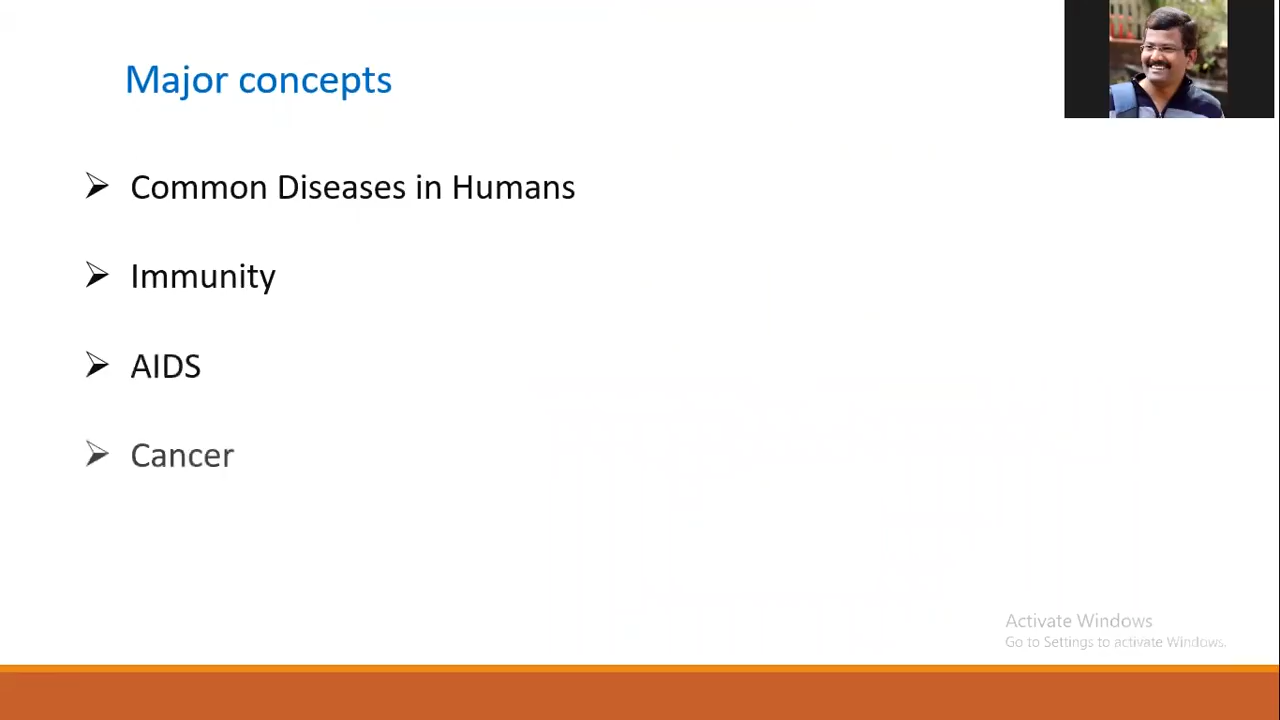 Major concepts
Common Diseases in Humans
Immunity
AIDS
Cancer
Activate Windows
Go to Settings to activate Windows.